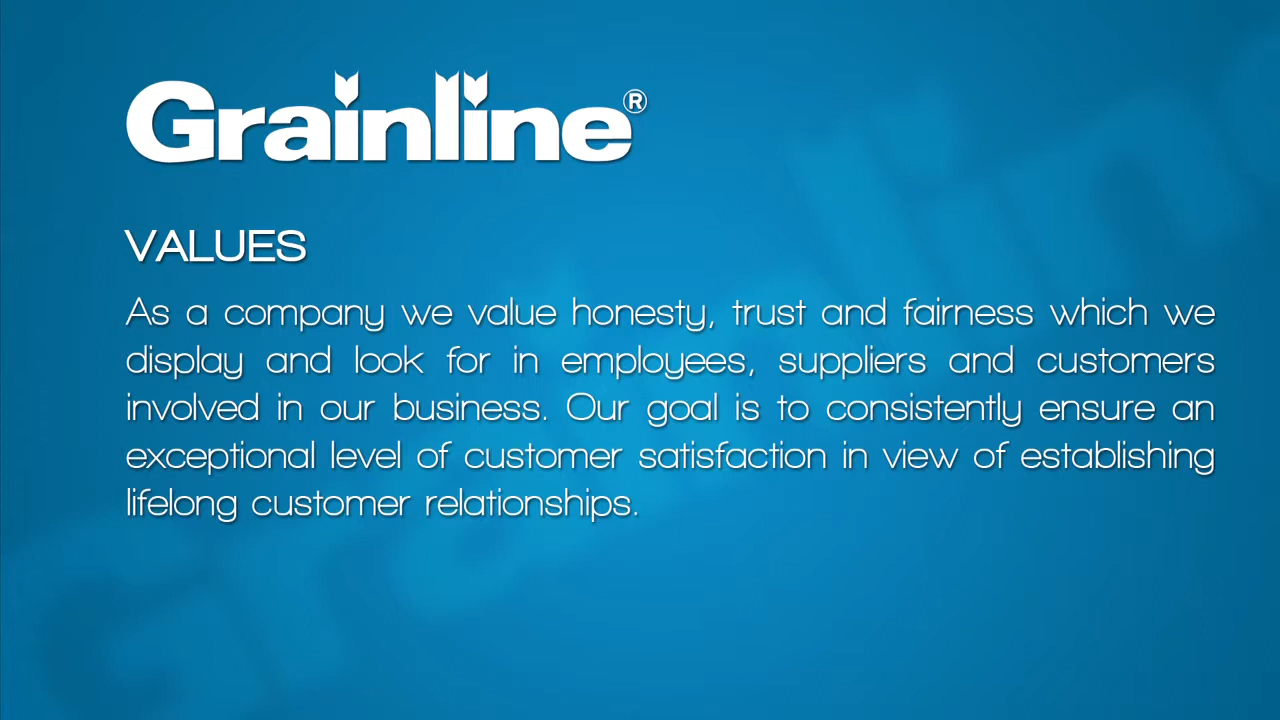 Grainline®
VALUES
As a company we value honesty, trust and fairness which we
display and look for in employees, suppliers and customers
involved in our business. Our goal is to consistently ensure an
exceptional level of customer satisfaction in view of establishing
lifelong customer relationships.